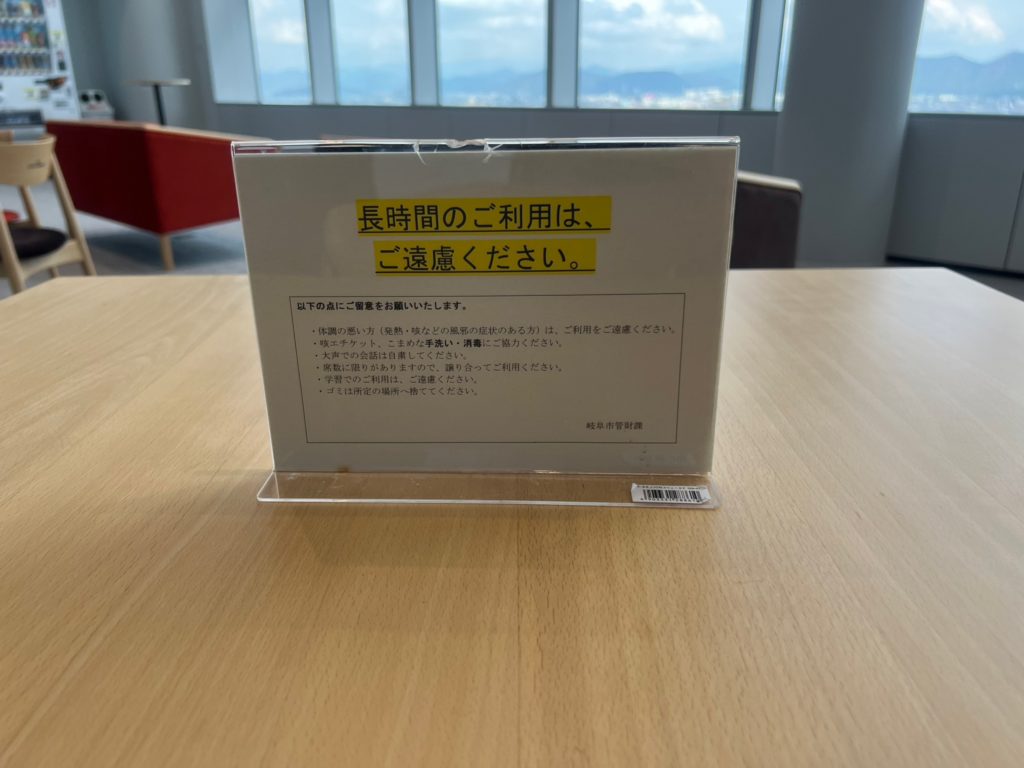 長時間のご利用は、
ご遠慮ください。
以下の点にご留意をお願いいたします。
・体調の悪い方（発熱・咳などの風邪の症状のある方）は、ご利用をご遠慮ください。
・咳エチケット、こまめな手洗い・消毒にご協力ください。
・大声での会話は自粛してください。
・席数に限りがありますので、譲り合ってご利用ください。
・学習でのご利用は、ご遠慮ください。
・ゴミは所定の場所へ捨ててください。
岐阜市管財課